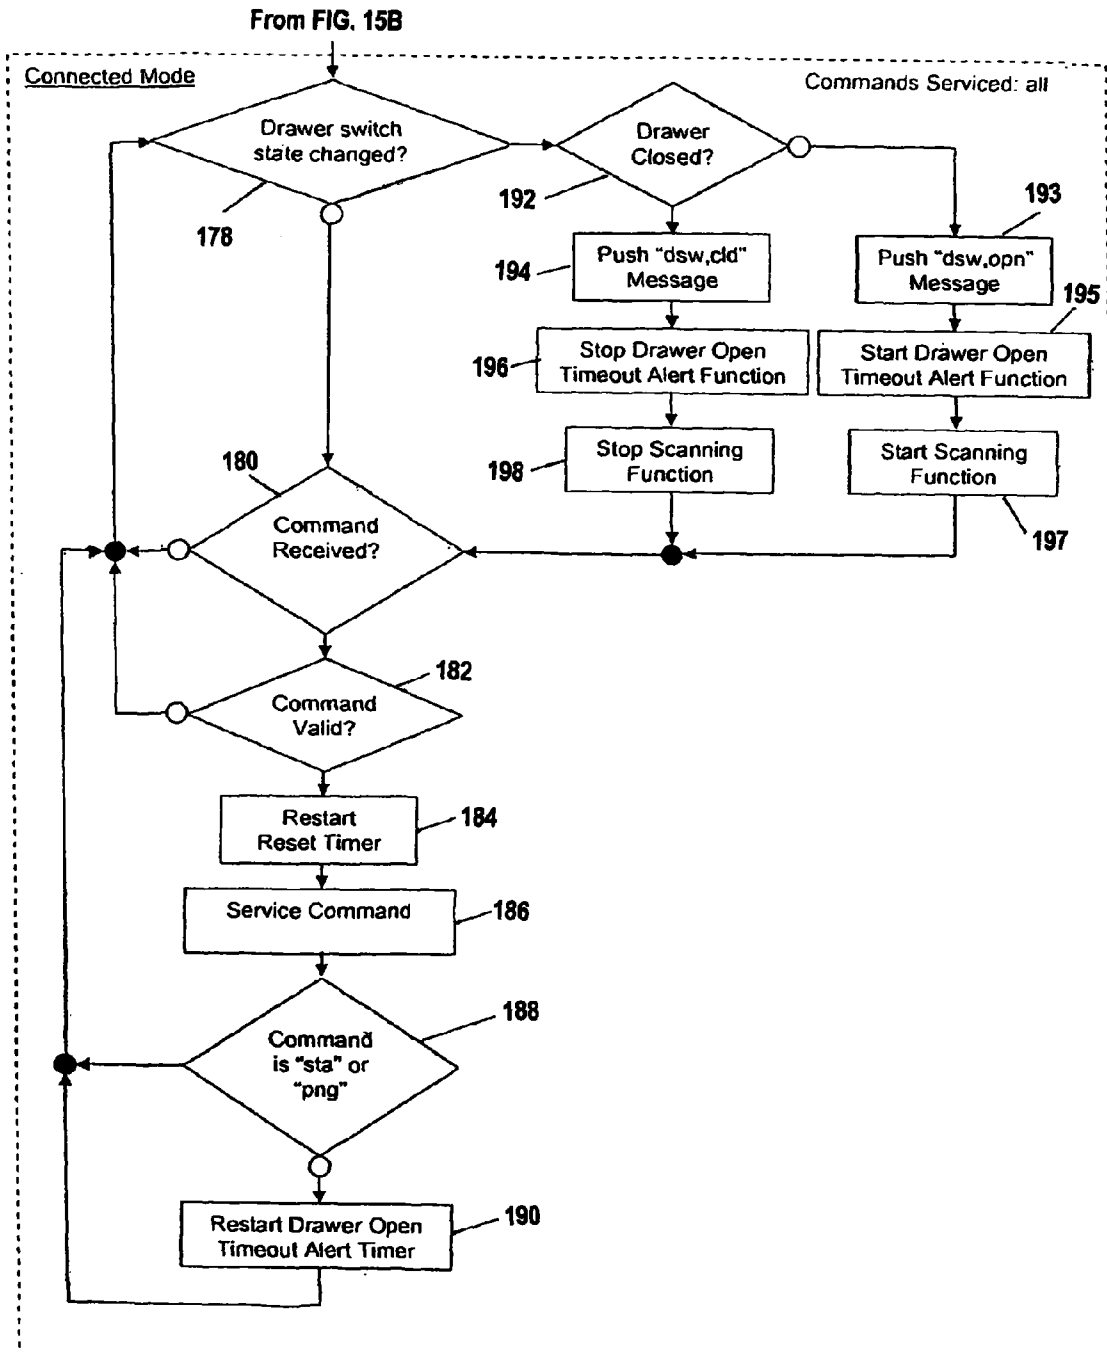 From FIG. 15B
Connected Mode
Commands Serviced: all
Drawer switch
state changed?
178
Drawer
Closed?
192
193
194
Push "dsw,cld"
Message
Push "dsw,opn"
Message
195
196
Stop Drawer Open
Timeout Alert Function
Start Drawer Open
Timeout Alert Function
198
Stop Scanning
Function
Start Scanning
Function
197
180
Command
Received?
182
Command
Valid?
Restart
Reset Timer
184
Service Command
186
188
Command
is "sta" or
"png"
Restart Drawer Open
Timeout Alert Timer
190